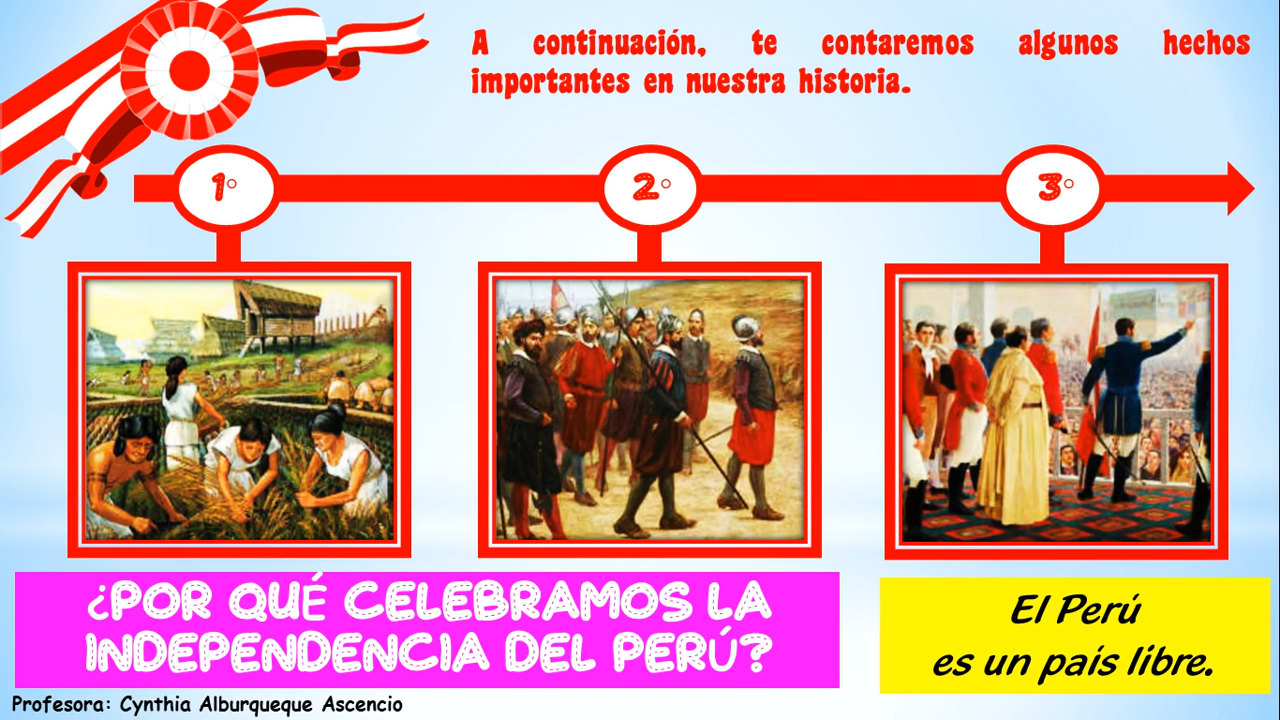 A continuación, te contaremos algunos hechos
importantes en nuestra historia.
1°
2°
3°
¿POR QUÉ CELEBRAMOS LA
INDEPENDENCIA DEL PERÚ?
El Perú
es un país libre.
Profesora: Cynthia Alburqueque Ascencio